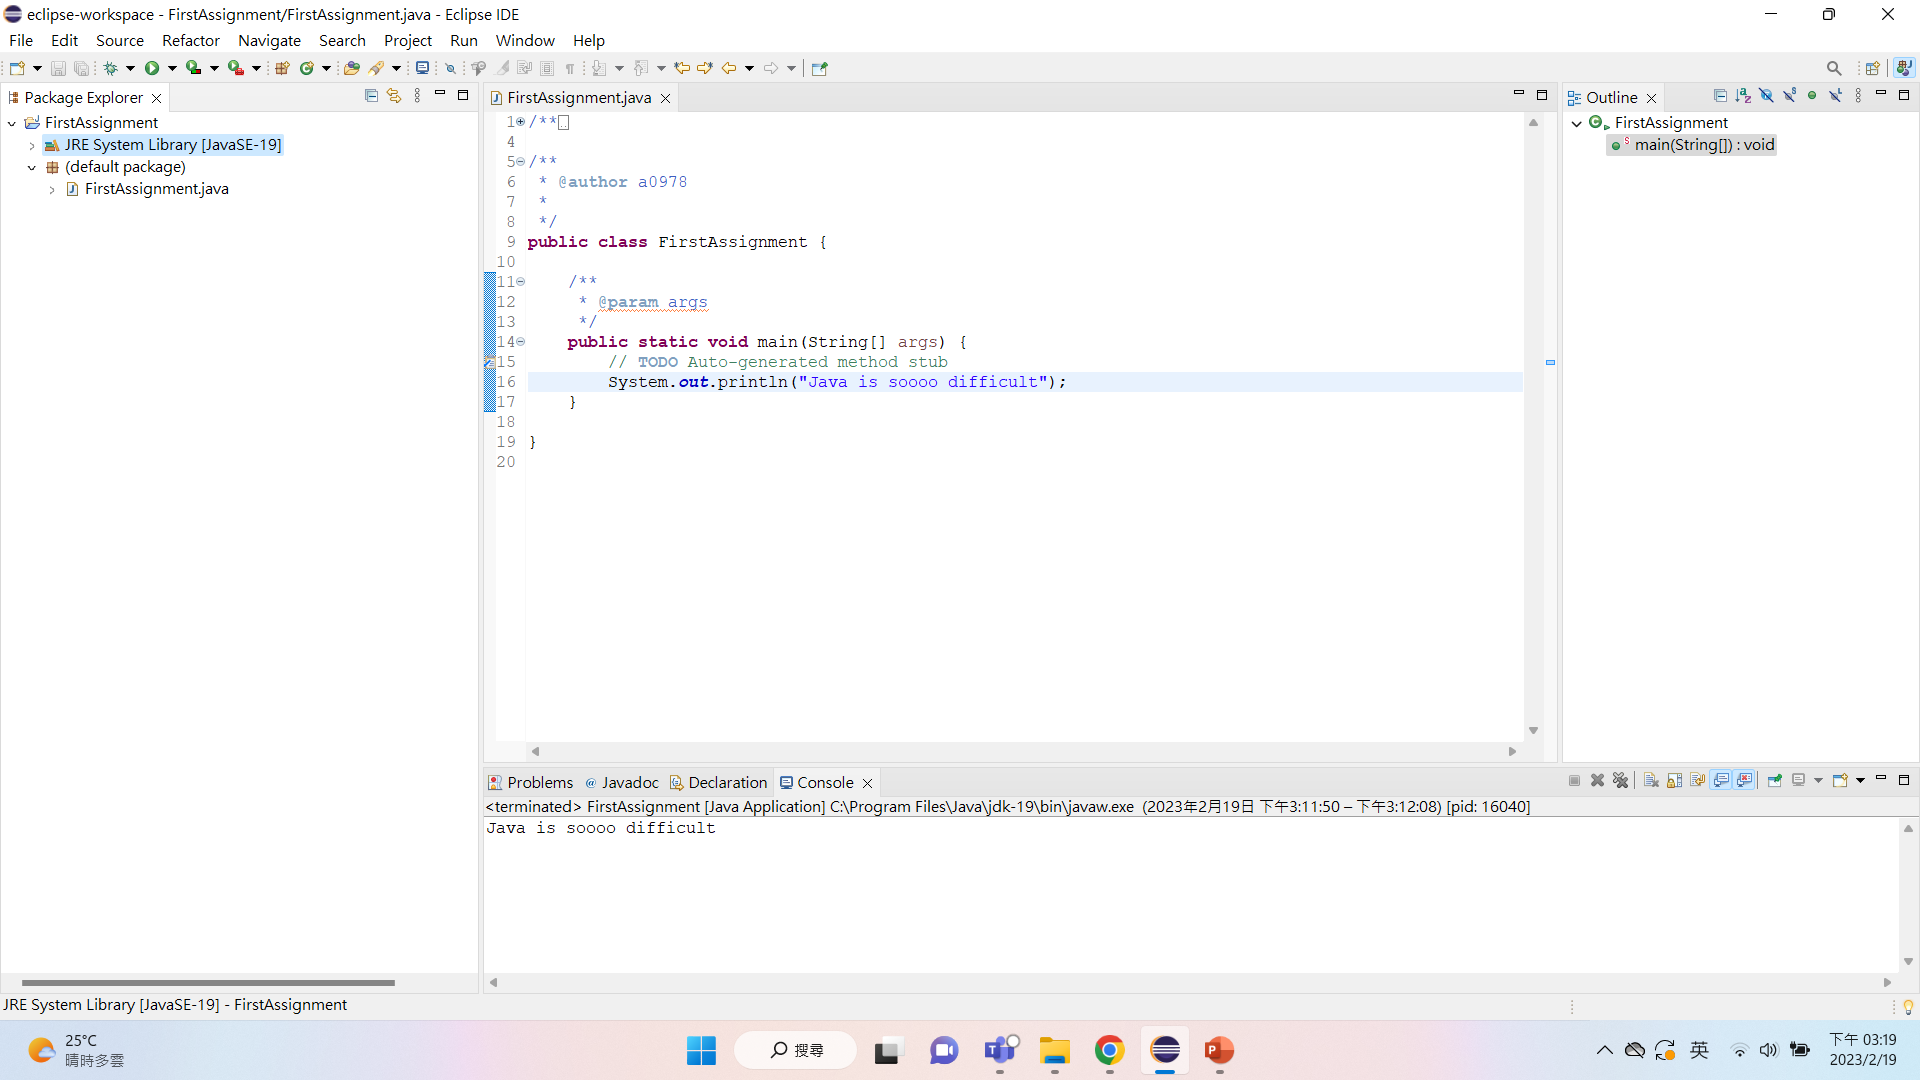 eclipse-workspace - FirstAssignment/FirstAssignment.java - Eclipse IDE
File Edit Source Refactor Navigate Search Project Run Window Help
Package Explorer
FirstAssignment
JRE System Library [JavaSE-19]
(default package)
FirstAssignment.java
FirstAssignment.java
1 /**
4
5 /**
6  * @author a0978
7  *
8  */
9 public class FirstAssignment {
10
11     /**
12      * @param args
13      */
14     public static void main(String[] args) {
15         // TODO Auto-generated method stub
16         System.out.println("Java is soooo difficult");
17     }
18
19 }
20
Outline
FirstAssignment
main(String[]) : void
Problems @ Javadoc Declaration Console
<terminated> FirstAssignment [Java Application] C:\Program Files\Java\jdk-19\bin\javaw.exe (2023年2月19日 下午3:11:50 – 下午3:12:08) [pid: 16040]
Java is soooo difficult
JRE System Library [JavaSE-19] - FirstAssignment
25°C
晴時多雲
搜尋
英
下午 03:19
2023/2/19